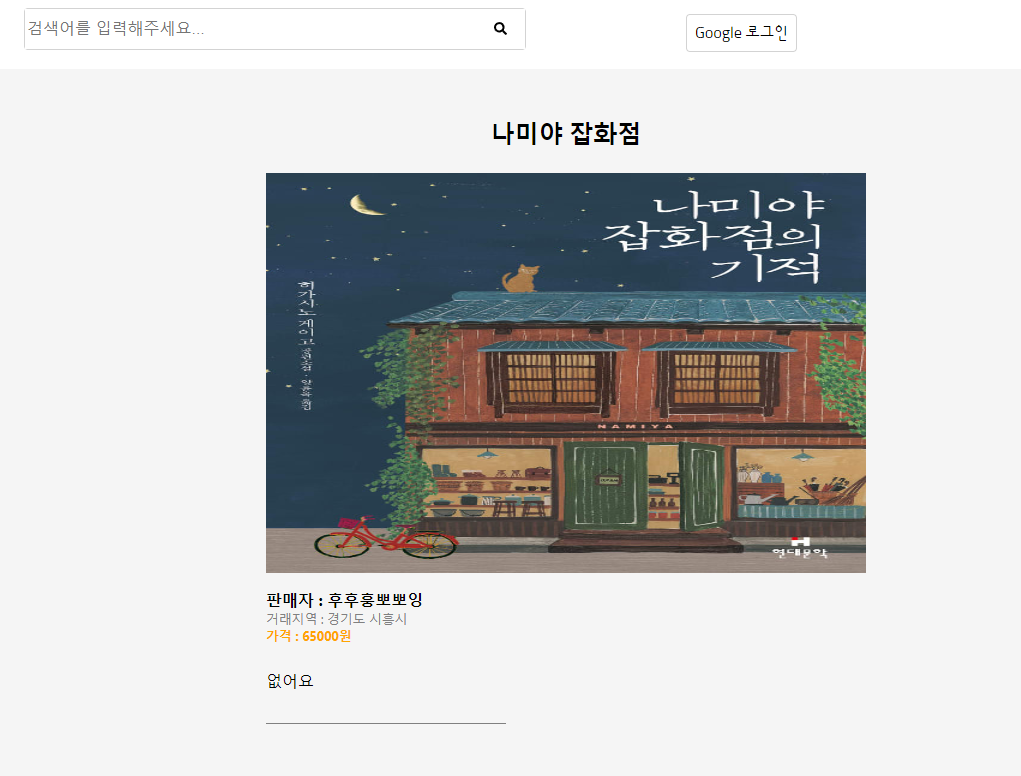 검색어를 입력해주세요...
Google 로그인
나미야 잡화점
나미야
잡화점의
기적
히가시노 게이고 장편소설 · 양윤옥 옮김
NAMIYA
OPEN
현대문학
판매자 : 후후훙뽀뽀잉
거래지역 : 경기도 시흥시
가격 : 65000원
없어요